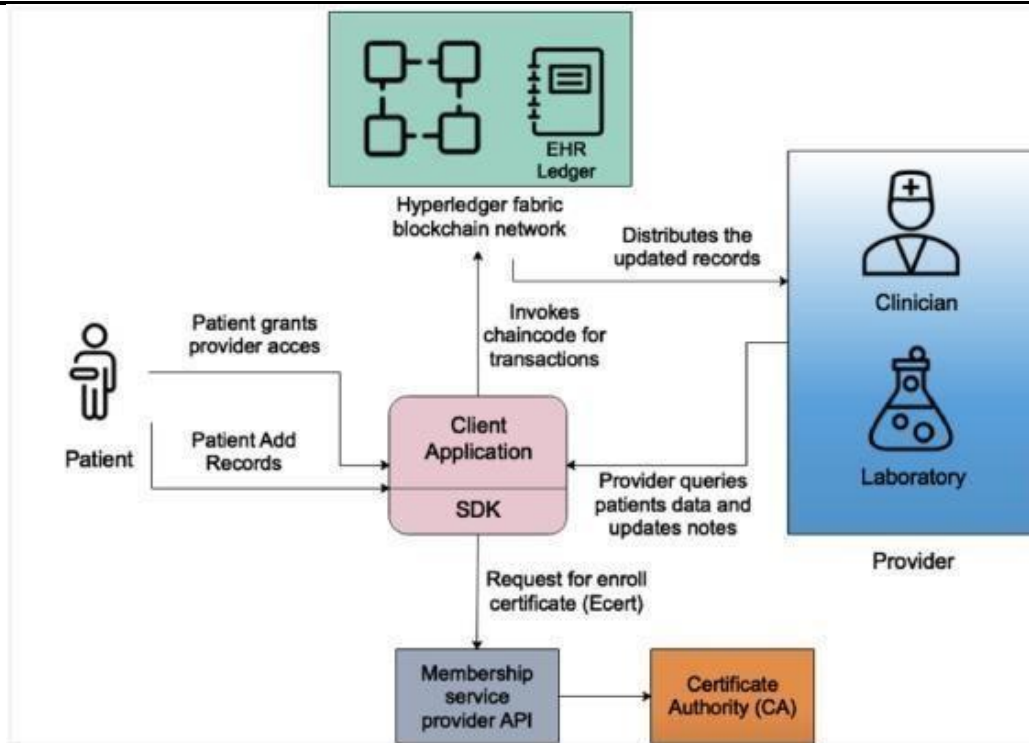 EHR
Ledger
Hyperledger fabric
blockchain network
Distributes the
updated records
Clinician
Laboratory
Provider
Invokes
chaincode for
transactions
Patient grants
provider acces
Patient
Patient Add
Records
Client
Application
SDK
Provider queries
patients data and
updates notes
Request for enroll
certificate (Ecert)
Membership
service
provider API
Certificate
Authority (CA)